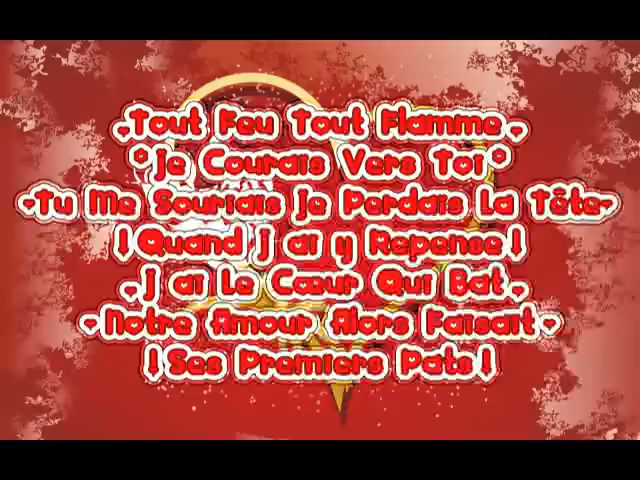 Tout Feu Tout Flamme
Je Courais Vers Toi
Tu Me Souriais Je Perdais La Tête
Quand j ai y Repense
J ai Le Cœur Qui Bat
Notre Amour Alors Faisait
Ses Premiers Pats